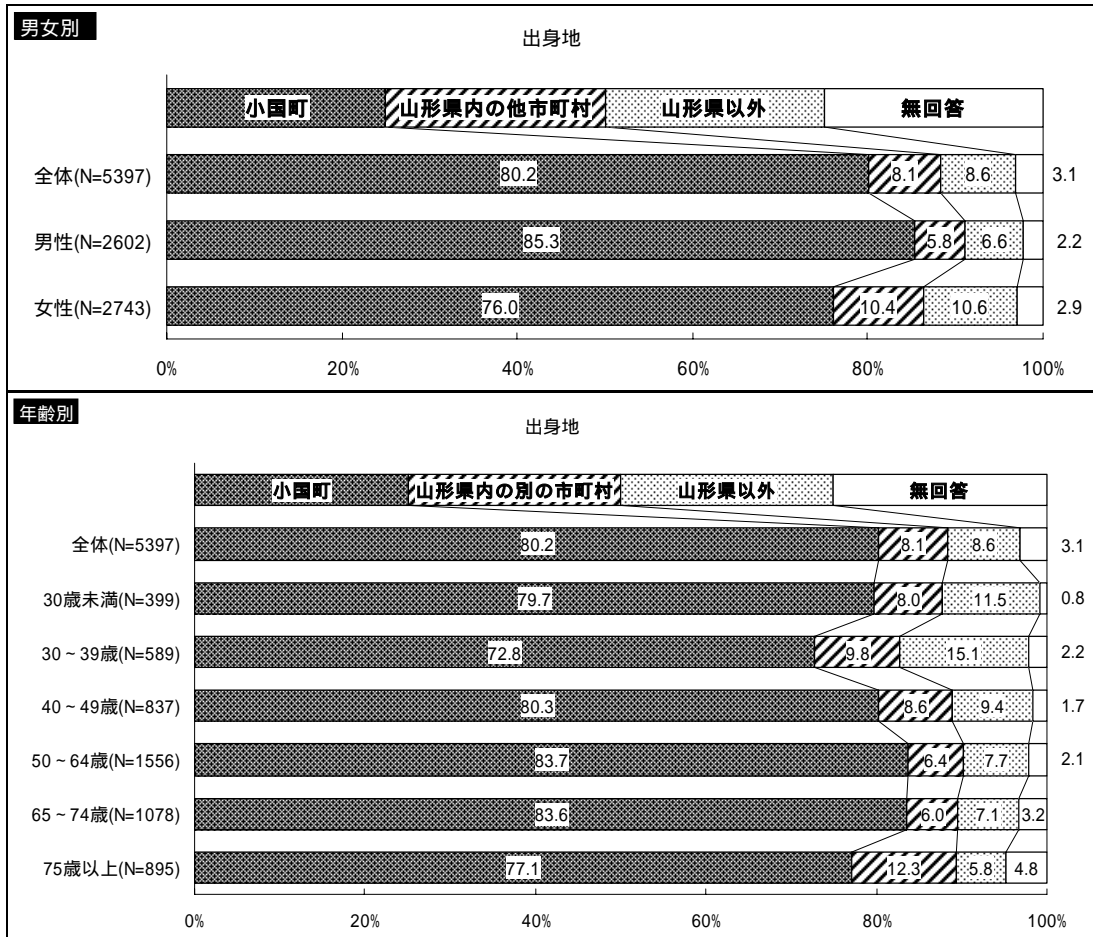 男女別
出身地
小国町 山形県内の他市町村 山形県以外 無回答
全体(N=5397) 80.2 8.1 8.6 3.1
男性(N=2602) 85.3 5.8 6.6 2.2
女性(N=2743) 76.0 10.4 10.6 2.9
0% 20% 40% 60% 80% 100%
年齢別
出身地
小国町 山形県内の別の市町村 山形県以外 無回答
全体(N=5397) 80.2 8.1 8.6 3.1
30歳未満(N=399) 79.7 8.0 11.5 0.8
30~39歳(N=589) 72.8 9.8 15.1 2.2
40~49歳(N=837) 80.3 8.6 9.4 1.7
50~64歳(N=1556) 83.7 6.4 7.7 2.1
65~74歳(N=1078) 83.6 6.0 7.1 3.2
75歳以上(N=895) 77.1 12.3 5.8 4.8
0% 20% 40% 60% 80% 100%